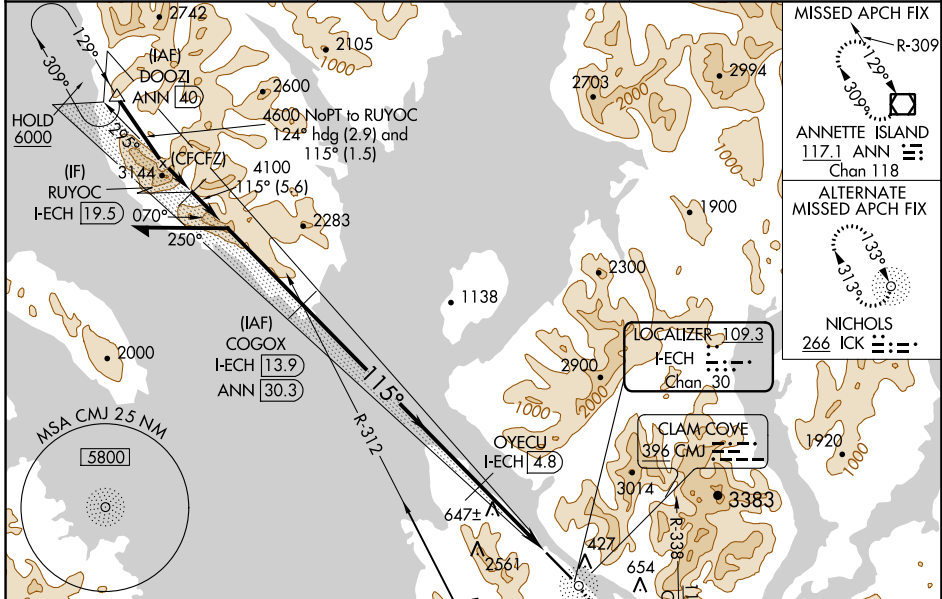 2742
2105
2600
129°
309°
(IAF)
DOOZI
ANN 40
HOLD
6000
295°
4600 NoPT to RUYOC
124° hdg (2.9) and
115° (1.5)
(CFCFZ)
3144
4100
115° (5.6)
(IF)
RUYOC
I-ECH 19.5
070°
250°
2283
2703
2000
2994
1000
1000
1900
2300
1138
(IAF)
COGOX
I-ECH 13.9
ANN 30.3
115°
R-312
2000
MSA CMJ 25 NM
5800
LOCALIZER 109.3
I-ECH
Chan 30
2900
1000
2000
CLAM COVE
396 CMJ
OYECU
I-ECH 4.8
3014
3383
R-338
647±
2561
427
654
11
1920
1000
MISSED APCH FIX
R-309
129°
309°
ANNETTE ISLAND
117.1 ANN
Chan 118
ALTERNATE
MISSED APCH FIX
133°
313°
NICHOLS
266 ICK